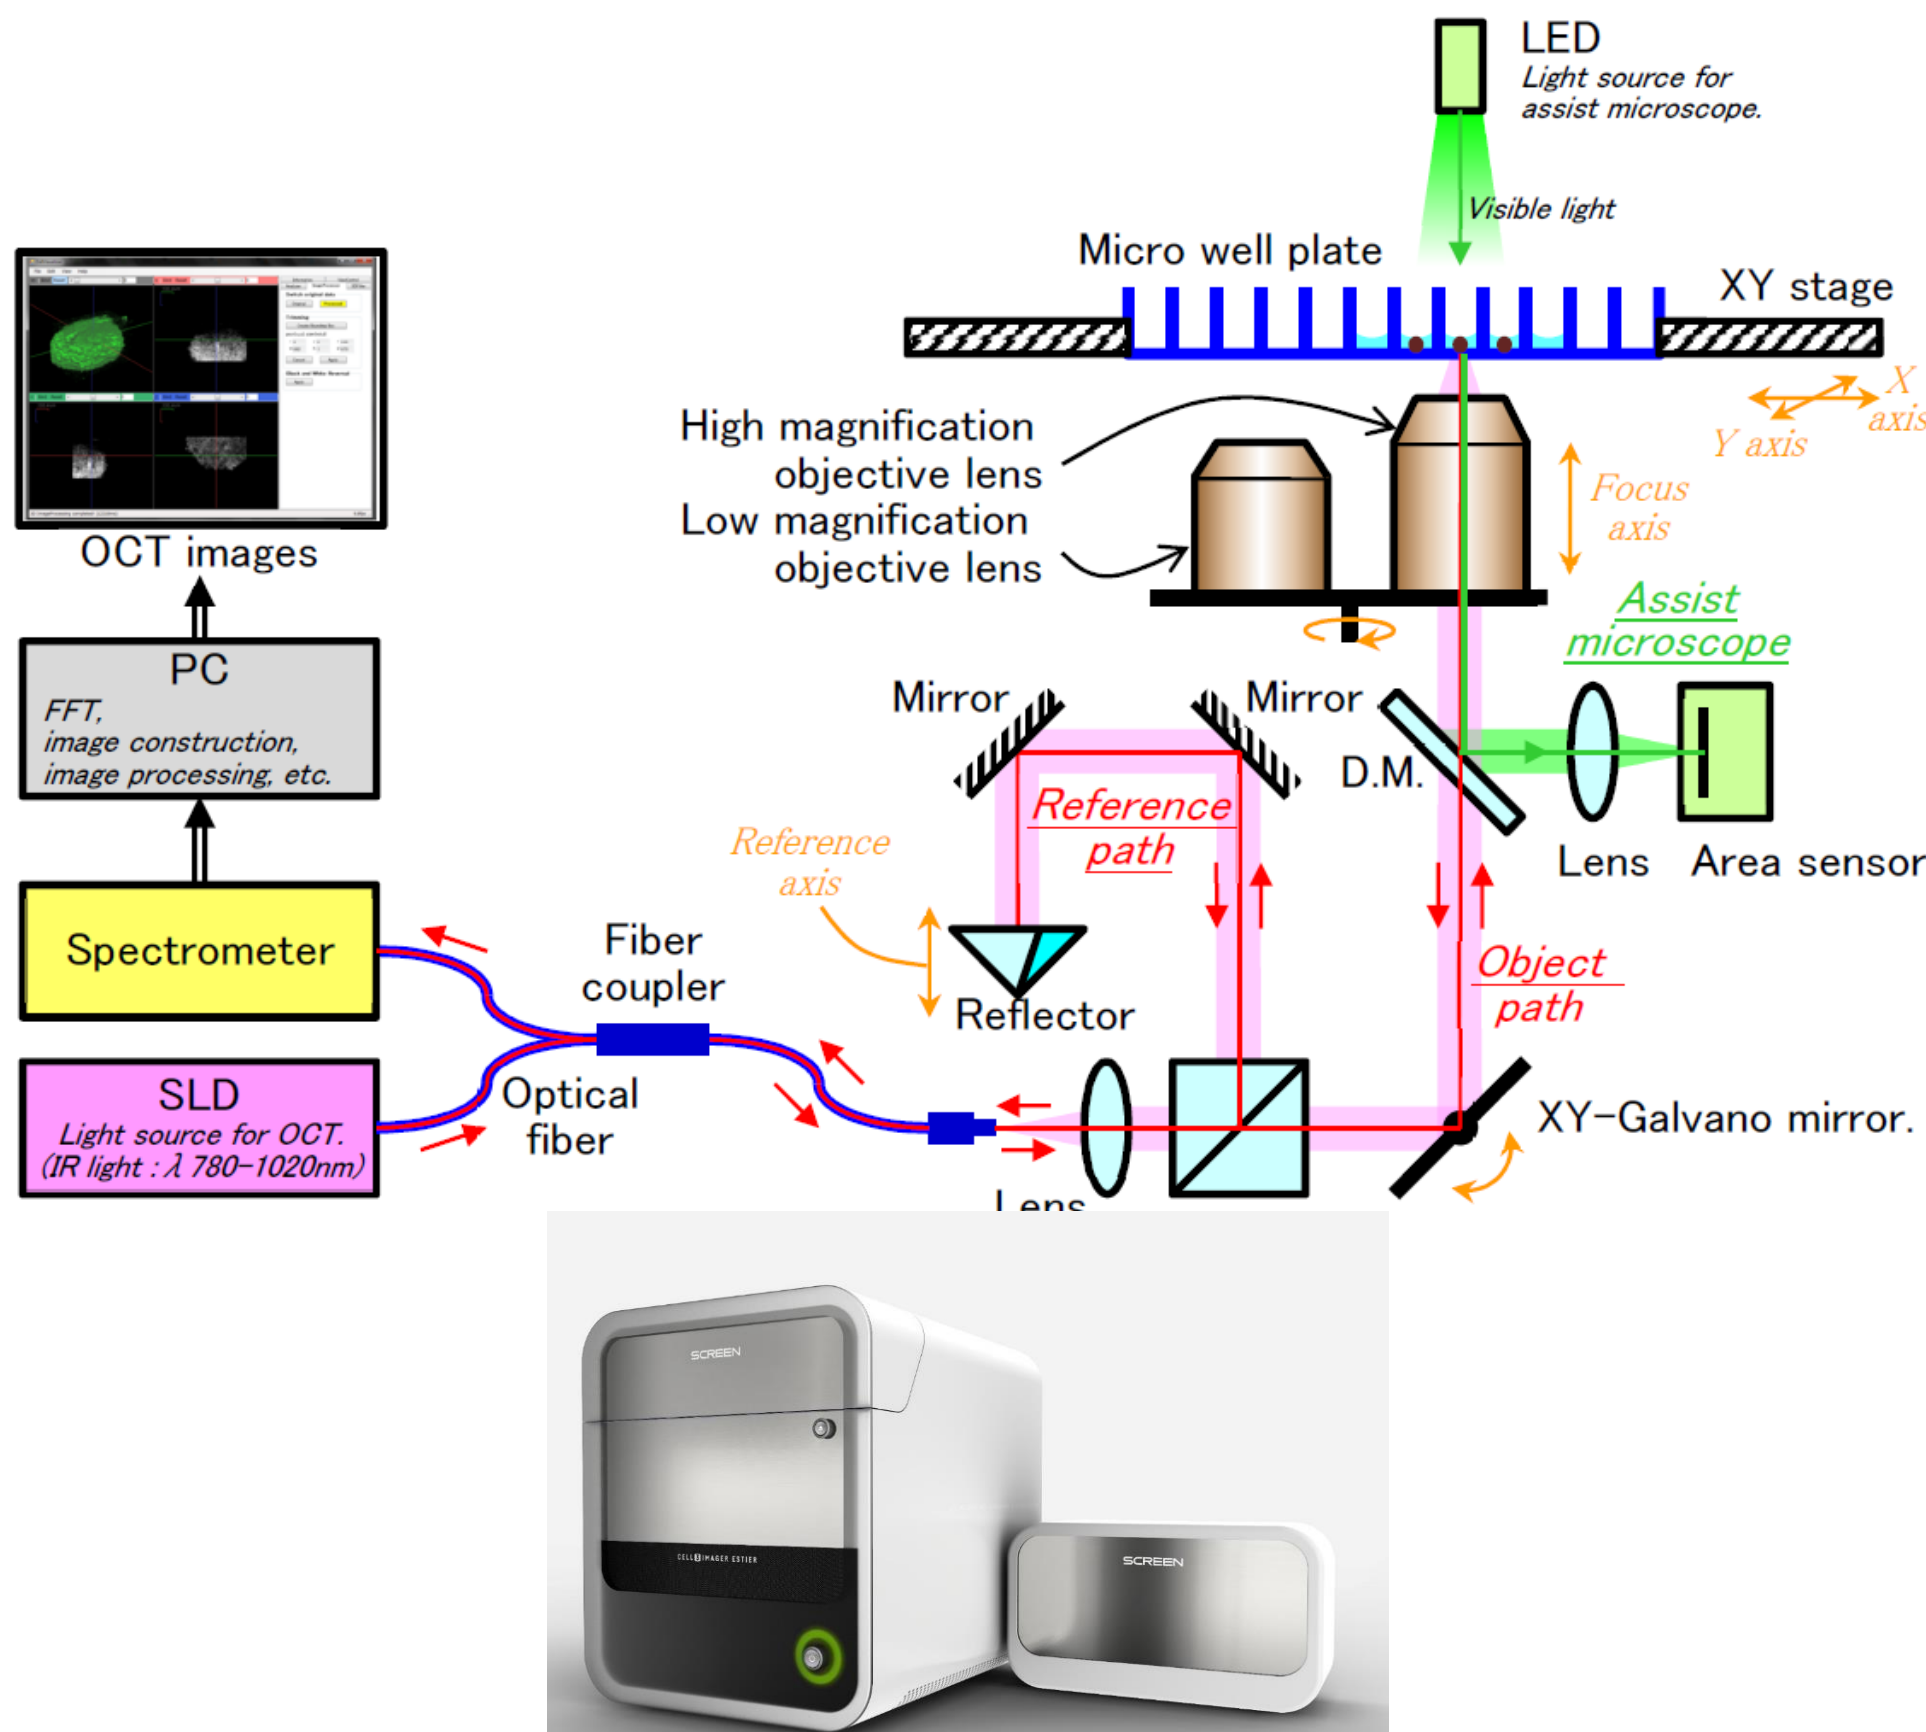 LED
Light source for
assist microscope.
Visible light
Micro well plate
XY stage
X
axis
Y axis
High magnification
objective lens
Low magnification
objective lens
Focus
axis
Assist
microscope
OCT images
PC
FFT,
image construction,
image processing, etc.
Mirror
Mirror
D.M.
Lens
Area sensor
Reference
path
Reference
axis
Reflector
Object
path
Spectrometer
Fiber
coupler
SLD
Light source for OCT.
(IR light : λ 780-1020nm)
Optical
fiber
XY-Galvano mirror.
Lens
SCREEN
CELL3IMAGER ESTIER
SCREEN